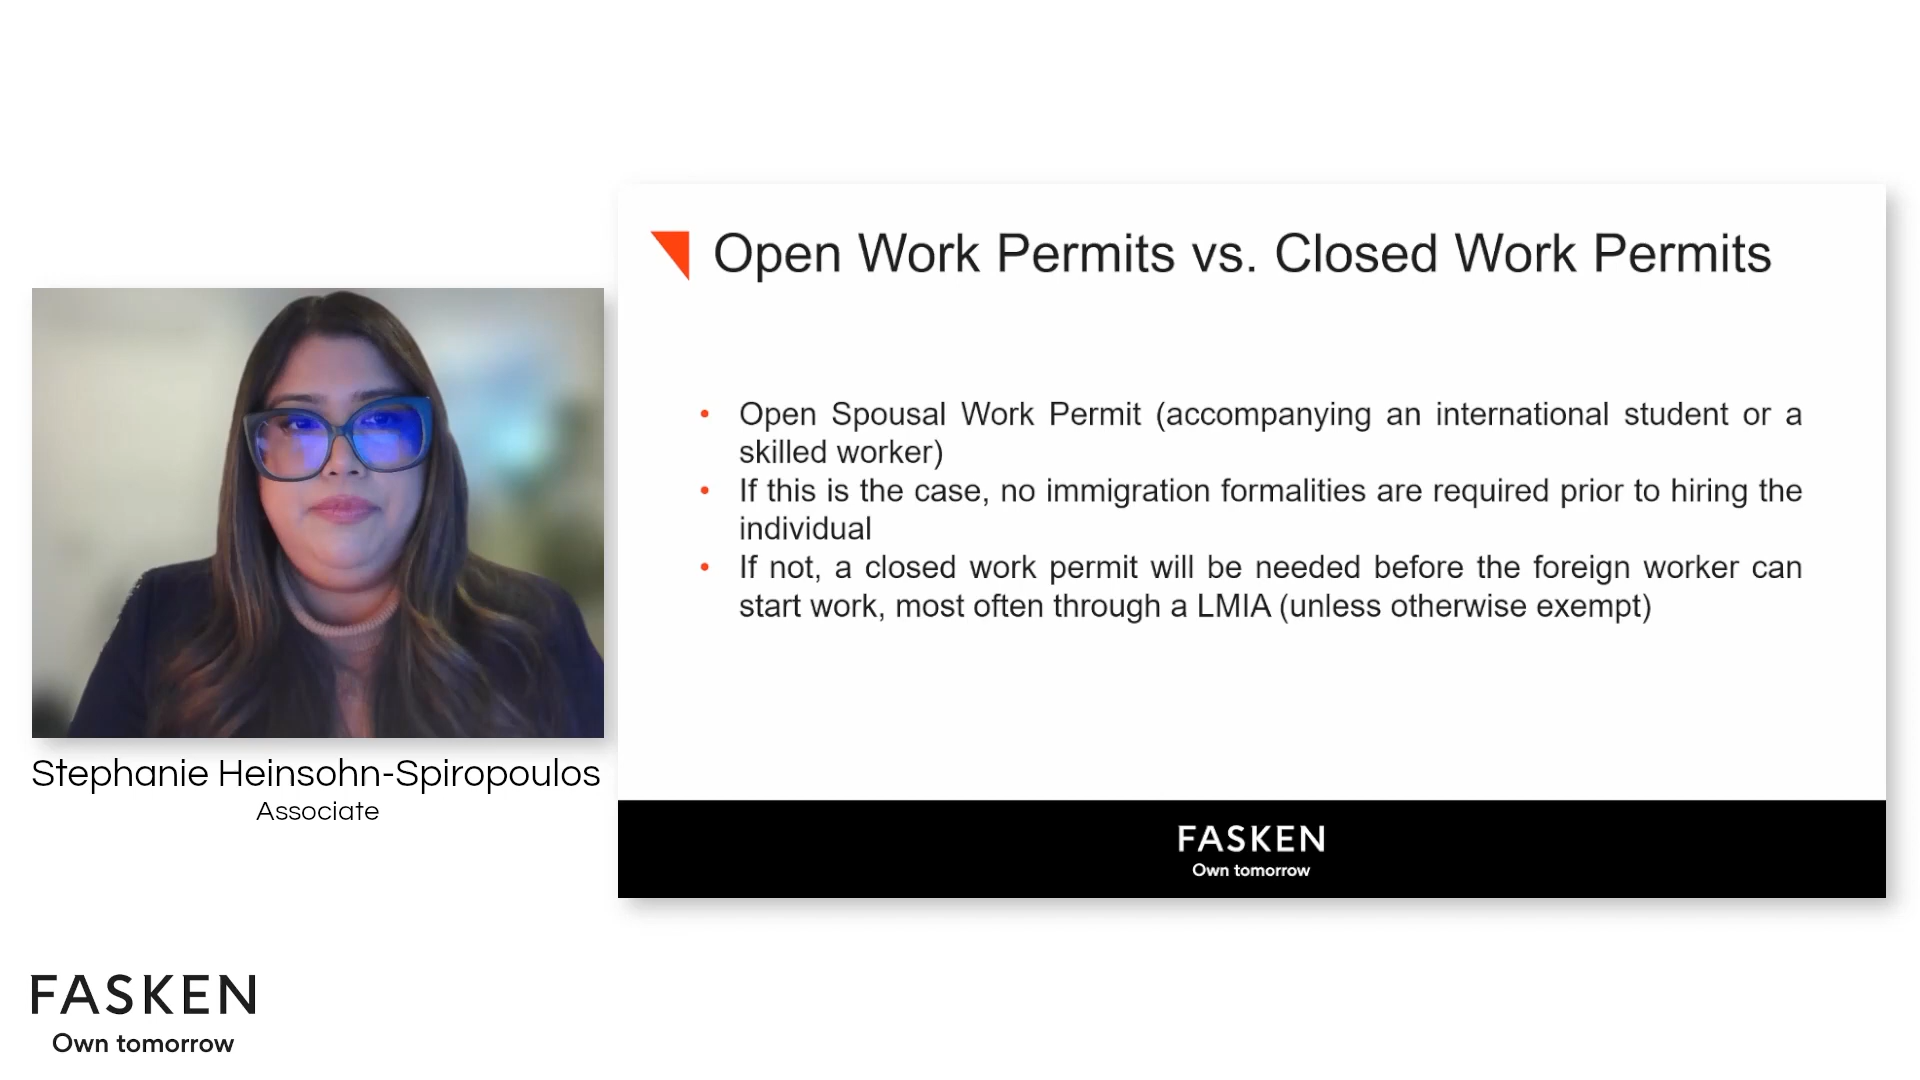 Open Work Permits vs. Closed Work Permits
• Open Spousal Work Permit (accompanying an international student or a
skilled worker)
• If this is the case, no immigration formalities are required prior to hiring the
individual
• If not, a closed work permit will be needed before the foreign worker can
start work, most often through a LMIA (unless otherwise exempt)
FASKEN
Own tomorrow
Stephanie Heinsohn-Spiropoulos
Associate
FASKEN
Own tomorrow